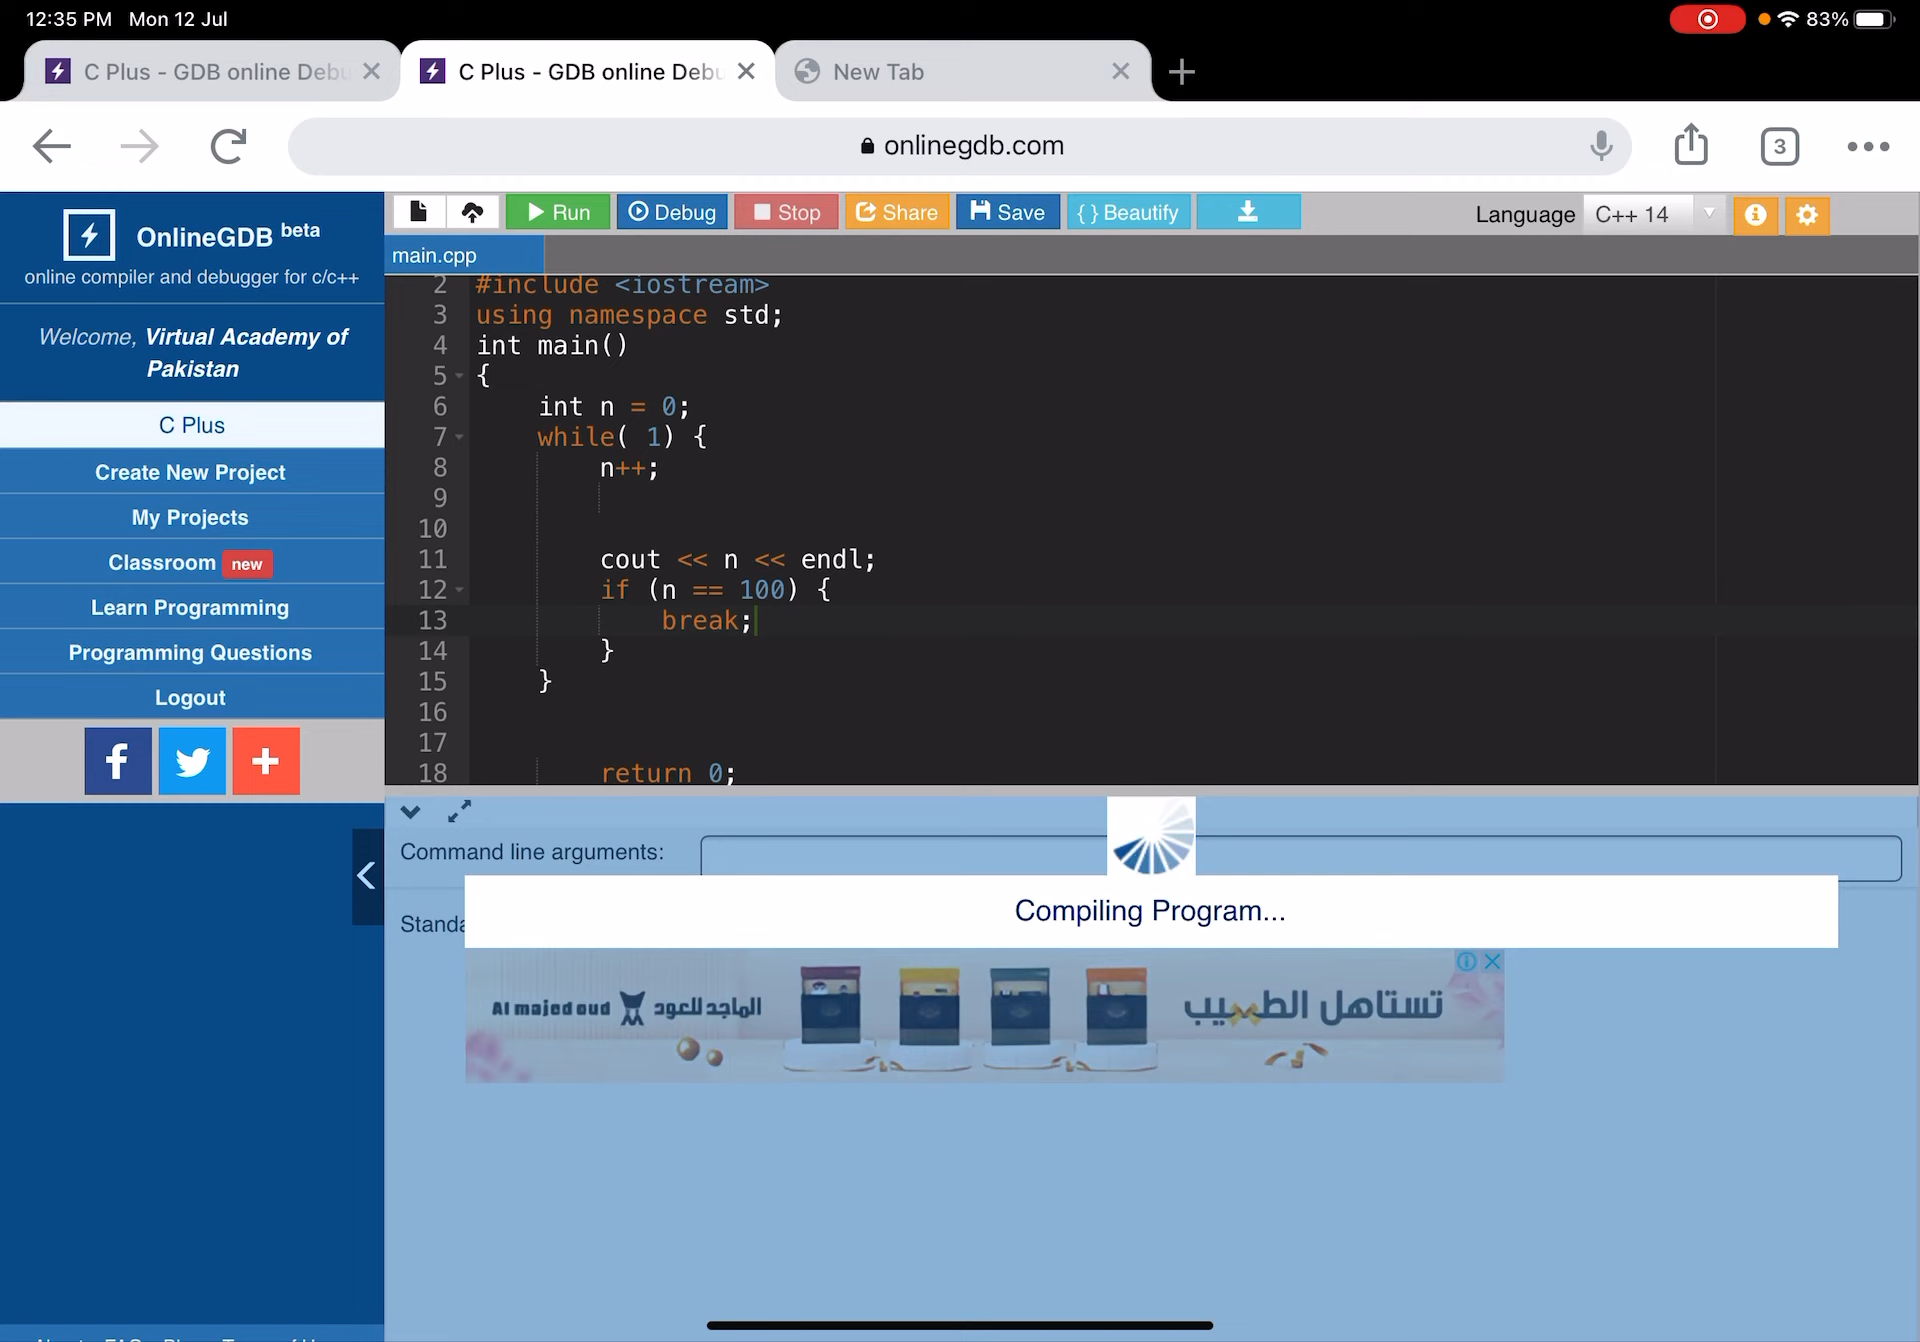 12:35 PM Mon 12 Jul
83%
C Plus - GDB online Debu
C Plus - GDB online Debu
New Tab
onlinegdb.com
3
OnlineGDB beta
online compiler and debugger for c/c++
Welcome, Virtual Academy of
Pakistan
C Plus
Create New Project
My Projects
Classroom new
Learn Programming
Programming Questions
Logout
Run
Debug
Stop
Share
Save
{ } Beautify
Language C++ 14
main.cpp
2 #include <iostream>
3 using namespace std;
4 int main()
5 {
6 int n = 0;
7 while( 1) {
8 n++;
9
10
11 cout << n << endl;
12 if (n == 100) {
13 break;
14 }
15 }
16
17
18 return 0;
Command line arguments:
Compiling Program...
Standa
Al majed oud الماجد للعود
تستاهل الطيب